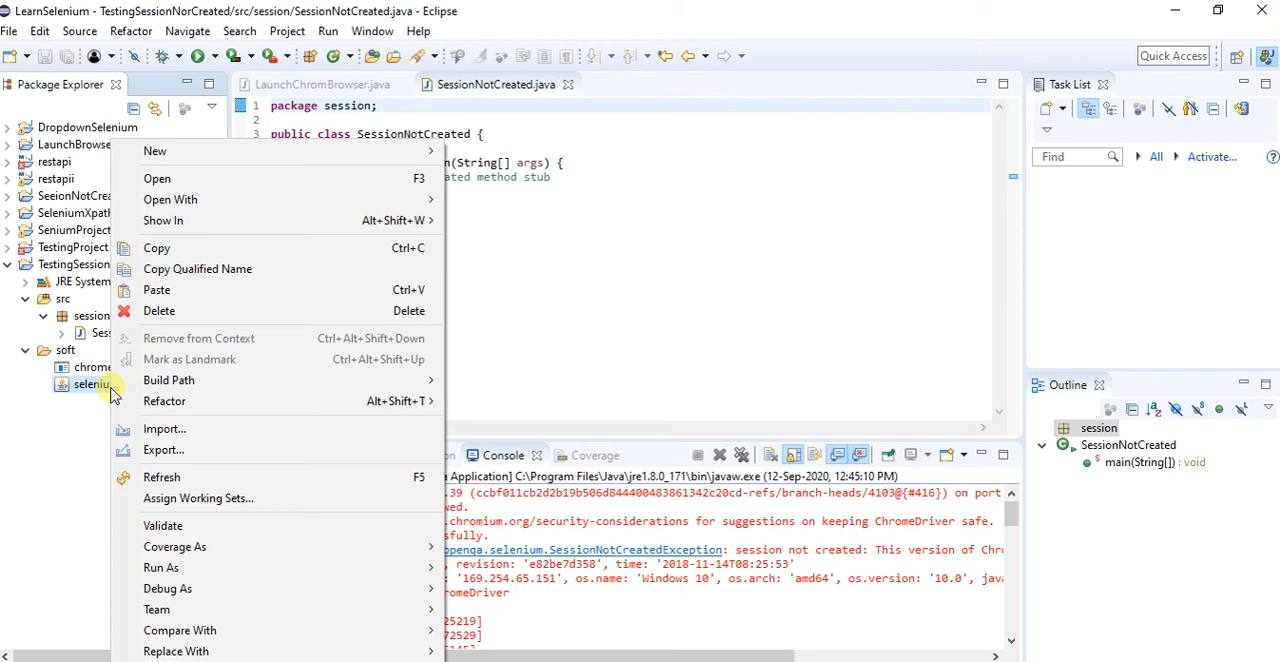 LearnSelenium - TestingSessionNorCreated/src/session/SessionNotCreated.java - Eclipse
File Edit Source Refactor Navigate Search Project Run Window Help
Quick Access
Package Explorer
DropdownSelenium
LaunchBrowse
restapi
restapii
SeeionNotCrea
SeleniumXpat
SeniumProjec
TestingProject
TestingSession
JRE System
src
session
Ses
soft
chrome
seleniu
New
Open F3
Open With
Show In Alt+Shift+W
Copy Ctrl+C
Copy Qualified Name
Paste Ctrl+V
Delete Delete
Remove from Context Ctrl+Alt+Shift+Down
Mark as Landmark Ctrl+Alt+Shift+Up
Build Path
Refactor Alt+Shift+T
Import...
Export...
Refresh F5
Assign Working Sets...
Validate
Coverage As
Run As
Debug As
Team
Compare With
Replace With
LaunchChromBrowser.java SessionNotCreated.java
1 package session;
2
3 public class SessionNotCreated {
n(String[] args) {
ated method stub
on Console Coverage
a Application] C:\Program Files\Java\jre1.8.0_171\bin\javaw.exe (12-Sep-2020, 12:45:10 PM)
.39 (ccbf011cb2d2b19b506d844400483861342c20cd-refs/branch-heads/4103@{#416}) on port
wed.
.chromium.org/security-considerations for suggestions on keeping ChromeDriver safe.
sfully.
openqa.selenium.SessionNotCreatedException: session not created: This version of Chro
, revision: 'e82be7d358', time: '2018-11-14T08:25:53'
: '169.254.65.151', os.name: 'Windows 10', os.arch: 'amd64', os.version: '10.0', java
omeDriver
25219]
72529]
Task List
Find All Activate...
Outline
session
SessionNotCreated
main(String[]) : void